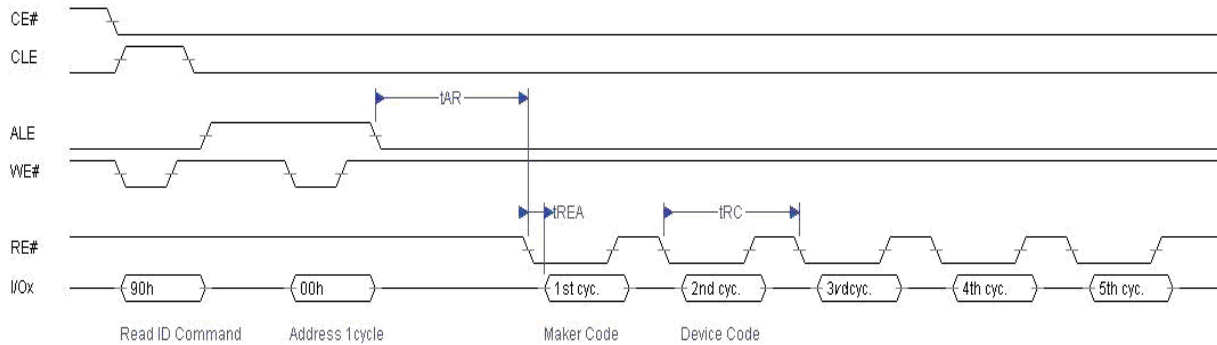 CE#
CLE
tAR
ALE
WE#
tREA
tRC
RE#
I/Ox
90h
00h
1st cyc.
2nd cyc.
3rdcyc.
4th cyc.
5th cyc.
Read ID Command
Address 1cycle
Maker Code
Device Code